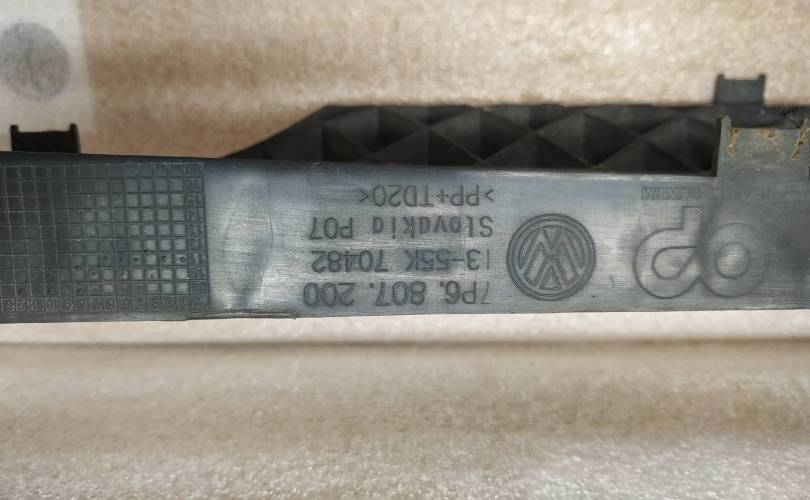 7P6. 807. 200
13-55K 70482
Slovakia P07
>PP+TD20<